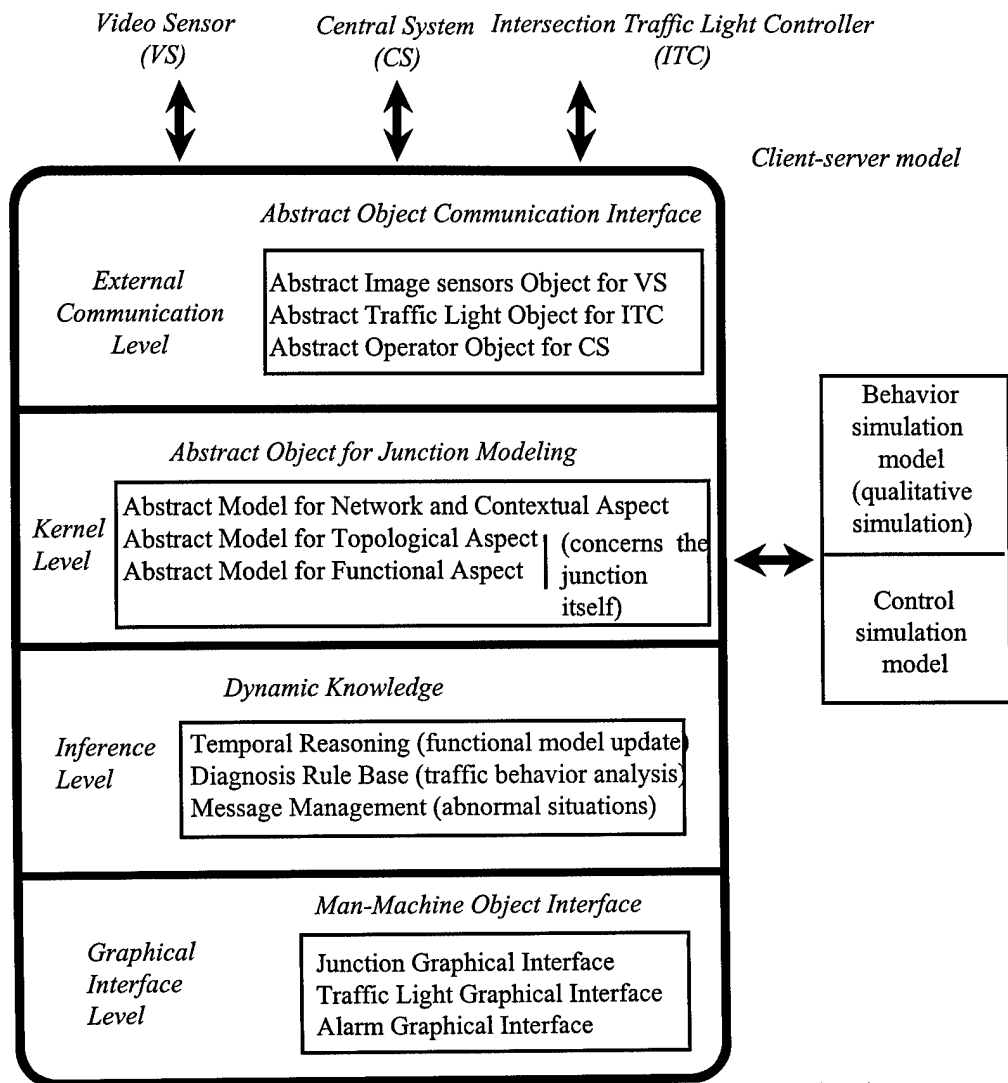 Video Sensor
(VS)
Central System
(CS)
Intersection Traffic Light Controller
(ITC)
Client-server model
Abstract Object Communication Interface
External
Communication
Level
Abstract Image sensors Object for VS
Abstract Traffic Light Object for ITC
Abstract Operator Object for CS
Abstract Object for Junction Modeling
Kernel
Level
Abstract Model for Network and Contextual Aspect
Abstract Model for Topological Aspect
Abstract Model for Functional Aspect
(concerns the
junction
itself)
Behavior
simulation
model
(qualitative
simulation)
Control
simulation
model
Dynamic Knowledge
Inference
Level
Temporal Reasoning (functional model update)
Diagnosis Rule Base (traffic behavior analysis)
Message Management (abnormal situations)
Man-Machine Object Interface
Graphical
Interface
Level
Junction Graphical Interface
Traffic Light Graphical Interface
Alarm Graphical Interface